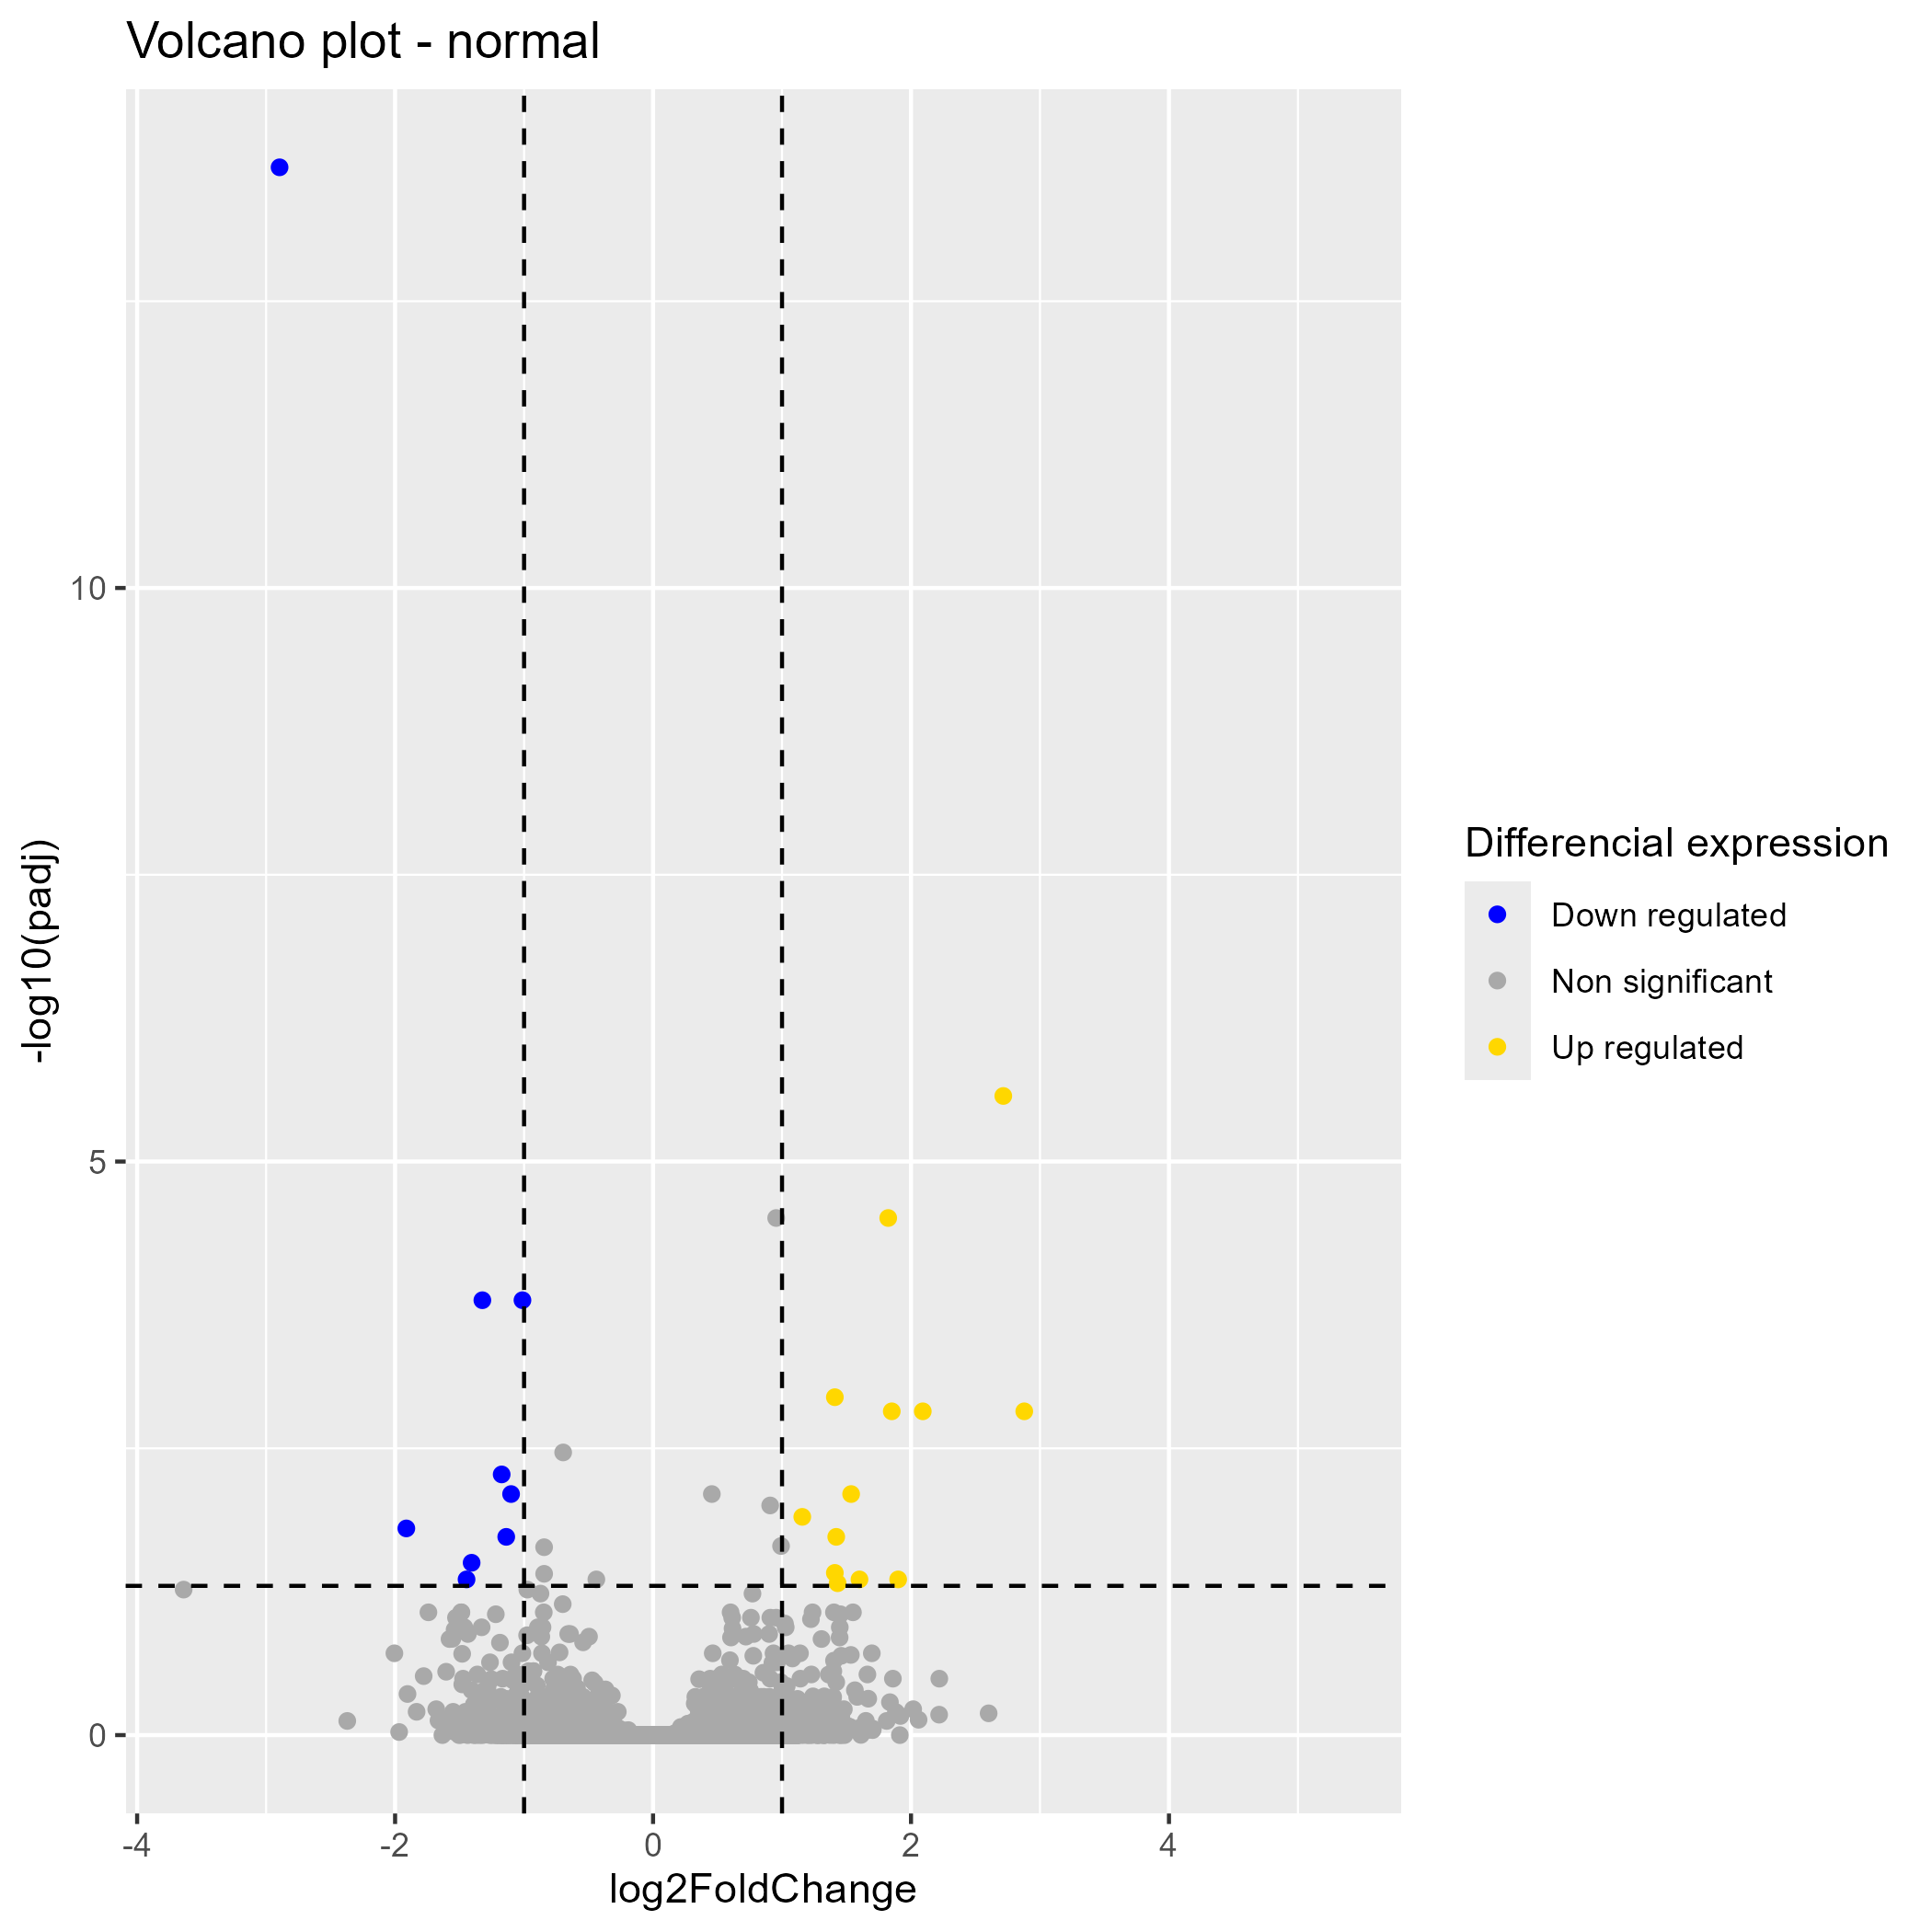 Volcano plot - normal
-log10(padj)
10
5
0
-4
-2
0
2
4
log2FoldChange
Differencial expression
Down regulated
Non significant
Up regulated